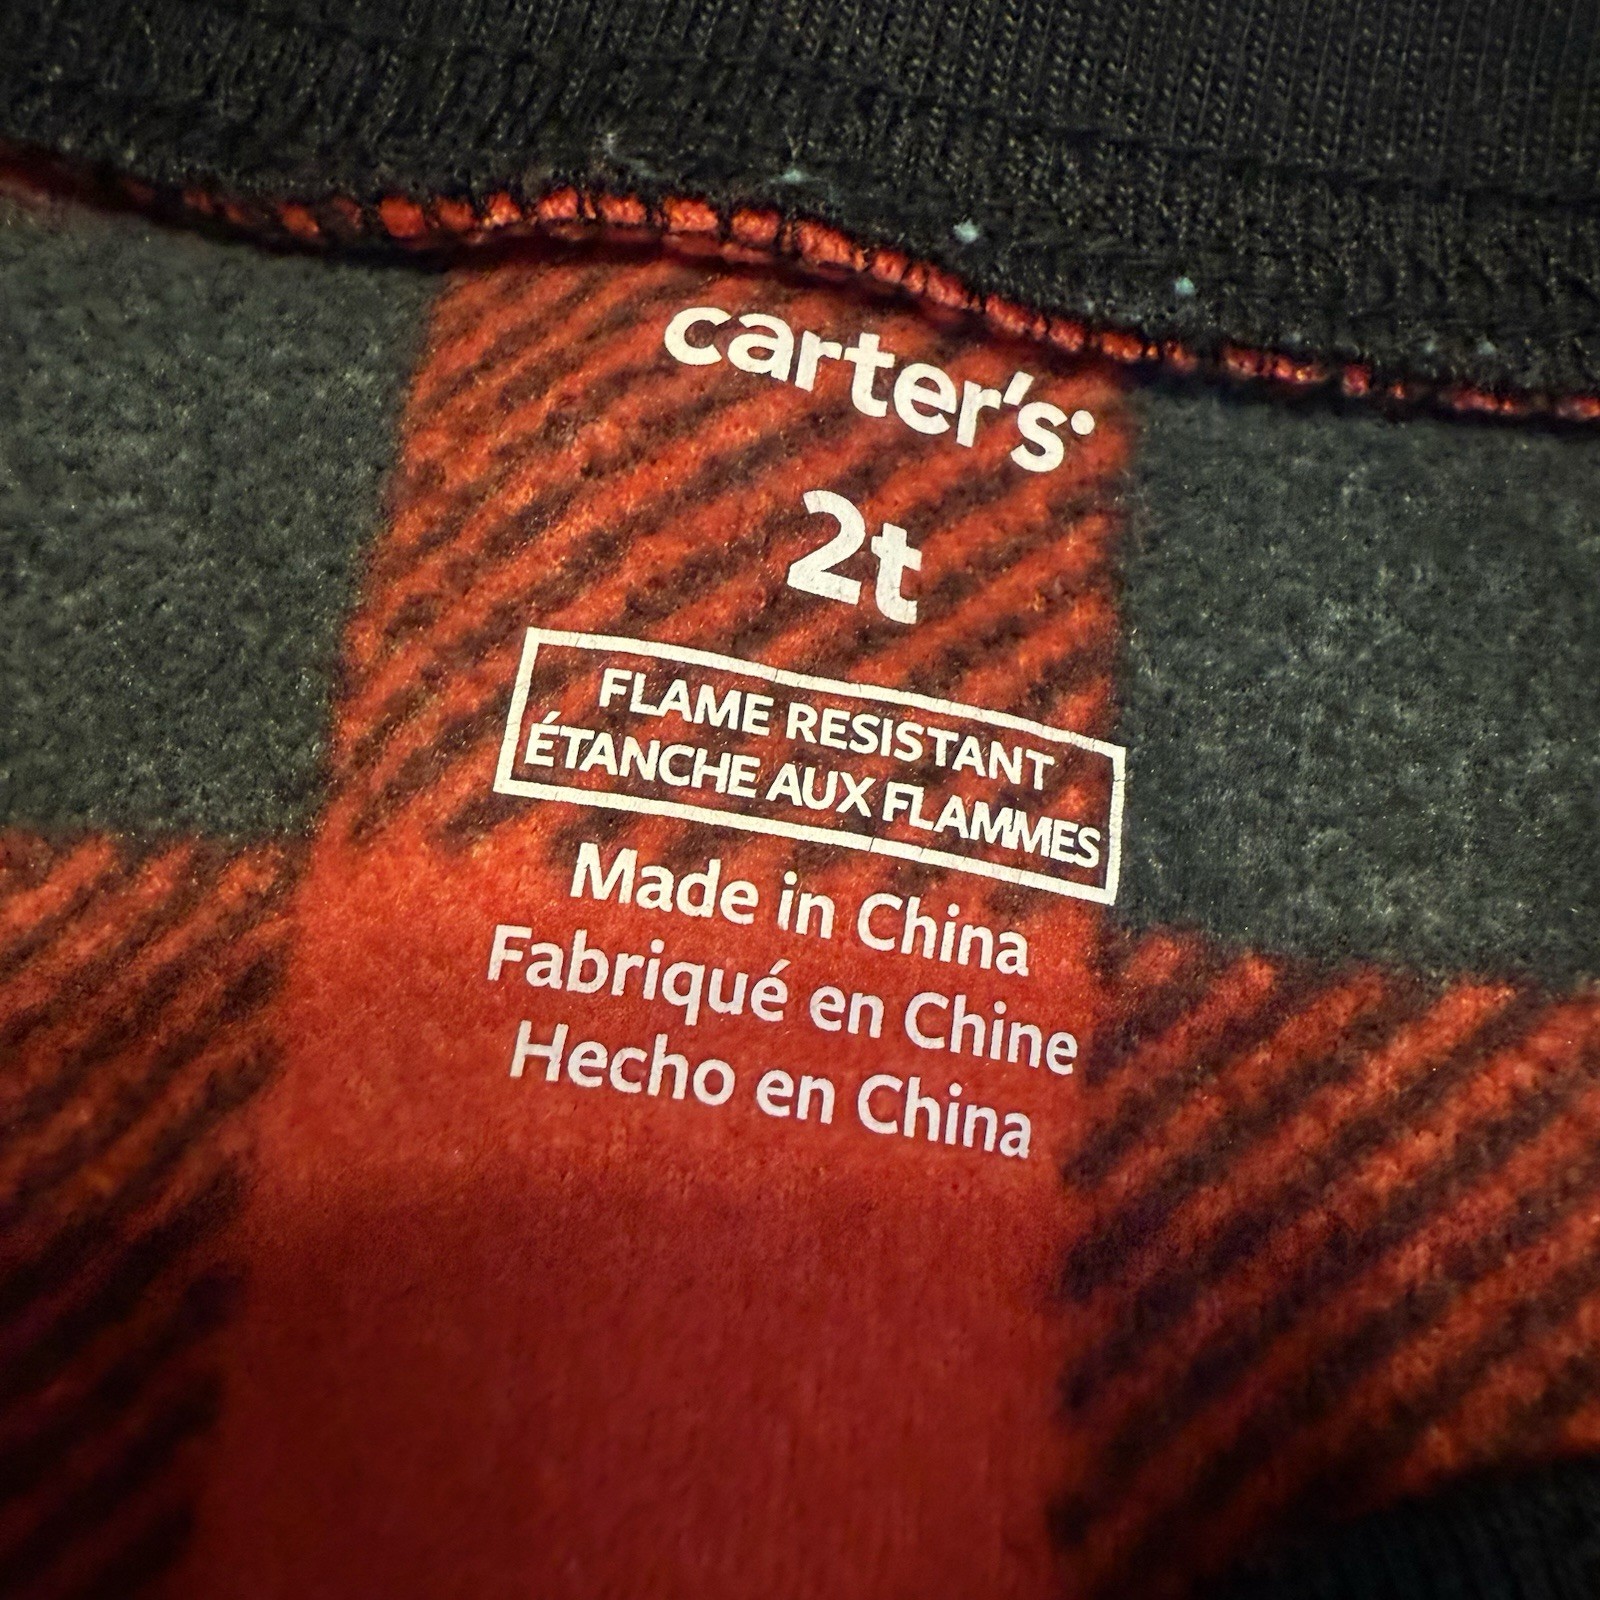 carter's
2t
FLAME RESISTANT
ÉTANCHE AUX FLAMMES
Made in China
Fabriqué en Chine
Hecho en China